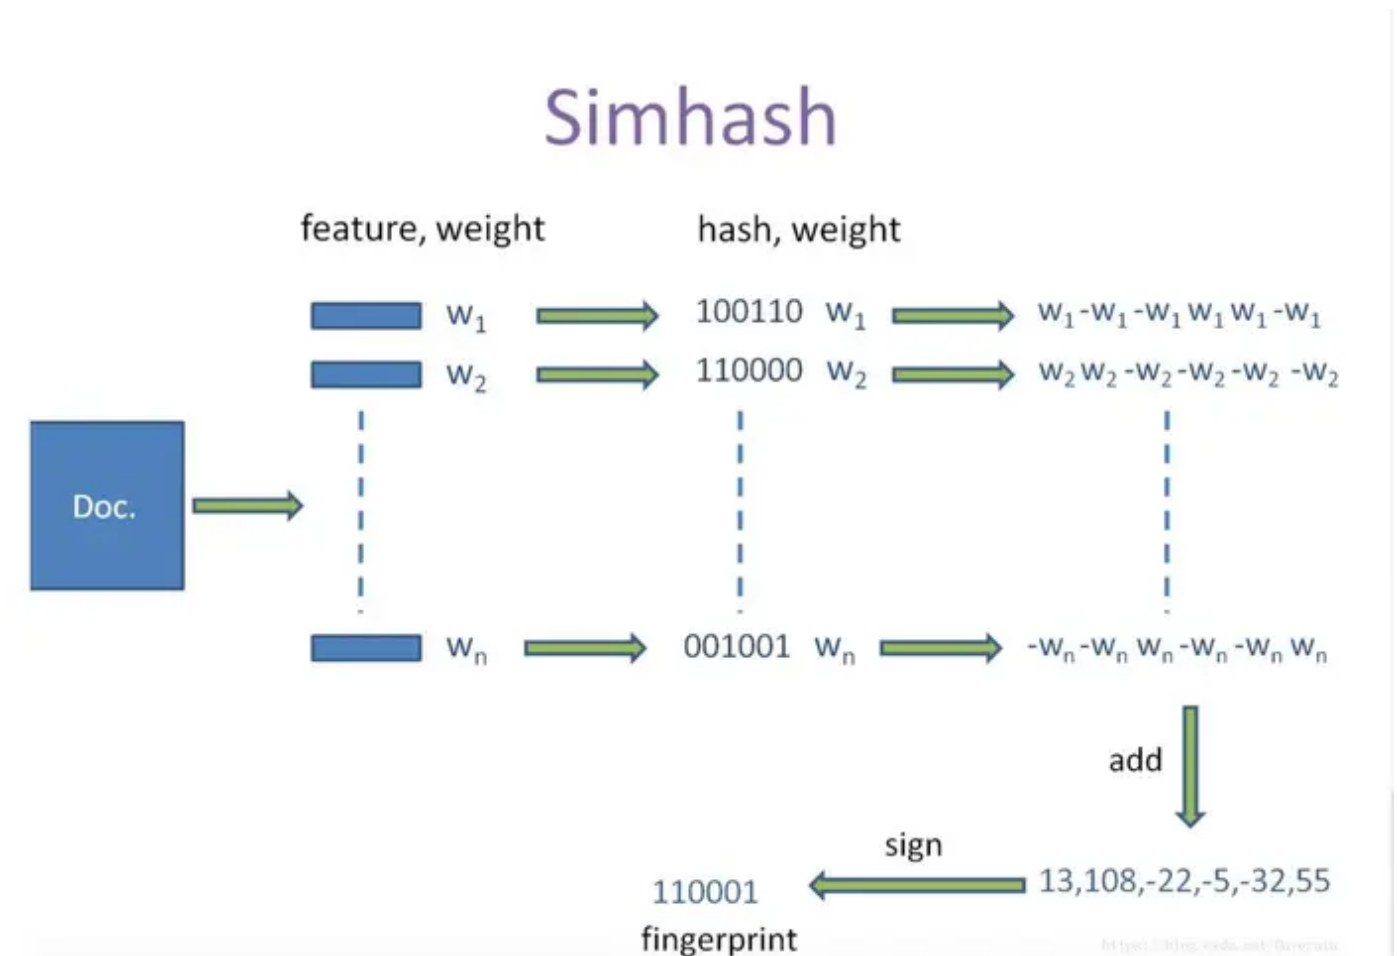 Simhash
feature, weight hash, weight
w₁ 100110 w₁ w₁ -w₁ -w₁ w₁ w₁ -w₁
w₂ 110000 w₂ w₂ w₂ -w₂ -w₂ -w₂ -w₂
Doc.
wₙ 001001 wₙ -wₙ -wₙ wₙ -wₙ -wₙ wₙ
add
sign
13,108,-22,-5,-32,55
110001
fingerprint